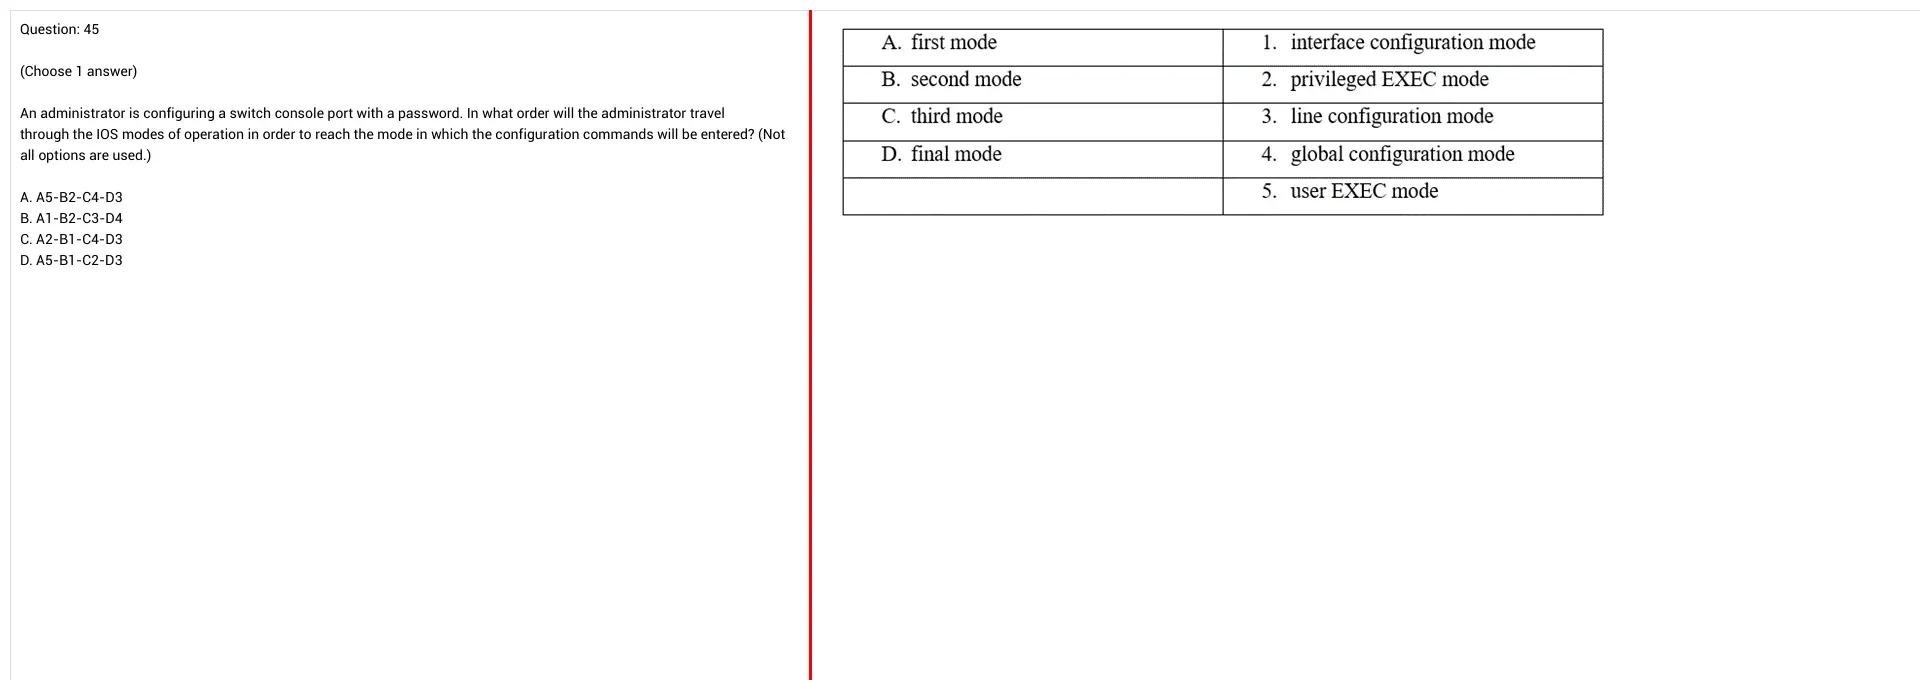 Question: 45
(Choose 1 answer)
An administrator is configuring a switch console port with a password. In what order will the administrator travel
through the IOS modes of operation in order to reach the mode in which the configuration commands will be entered? (Not
all options are used.)
A. A5-B2-C4-D3
B. A1-B2-C3-D4
C. A2-B1-C4-D3
D. A5-B1-C2-D3
A. first mode 1. interface configuration mode
B. second mode 2. privileged EXEC mode
C. third mode 3. line configuration mode
D. final mode 4. global configuration mode
5. user EXEC mode